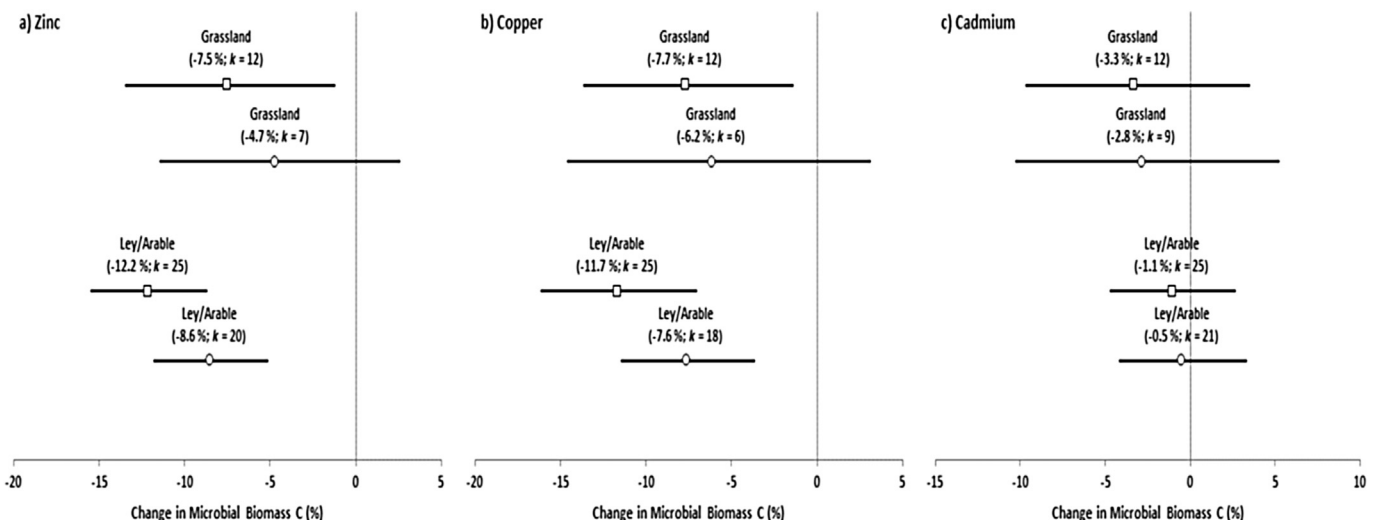 a) Zinc
Grassland
(-7.5%; k = 12)
Grassland
(-4.7%; k = 7)
Ley/Arable
(-12.2 %; k = 25)
Ley/Arable
(-8.6%; k = 20)
-20 -15 -10 -5 0 5
Change in Microbial Biomass C (%)
b) Copper
Grassland
(-7.7%; k = 12)
Grassland
(-6.2%; k = 6)
Ley/Arable
(-11.7%; k = 25)
Ley/Arable
(-7.6%; k = 18)
-20 -15 -10 -5 0 5
Change in Microbial Biomass C (%)
c) Cadmium
Grassland
(-3.3%; k = 12)
Grassland
(-2.8%; k = 9)
Ley/Arable
(-1.1%; k = 25)
Ley/Arable
(-0.5%; k = 21)
-15 -10 -5 0 5 10
Change in Microbial Biomass C (%)